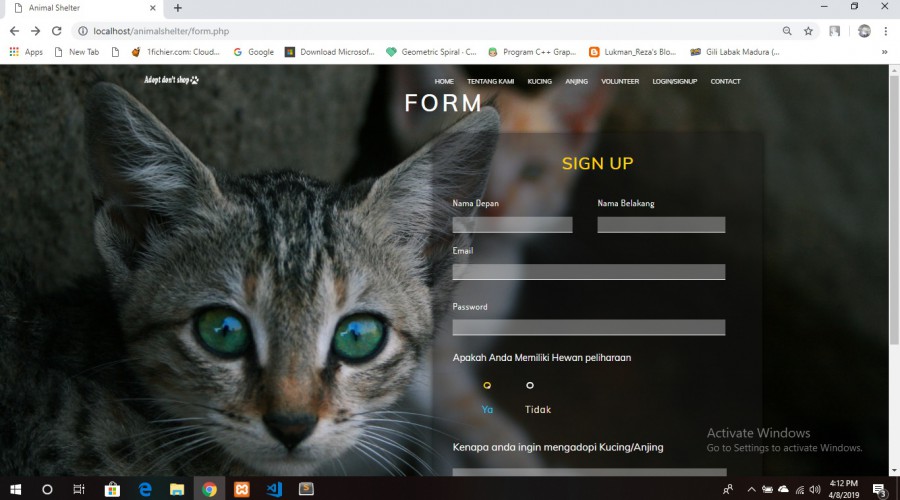 Animal Shelter
localhost/animalshelter/form.php
Apps New Tab 1fichier.com: Cloud... Google Download Microsof... Geometric Spiral - C... Program C++ Grap... Lukman_Reza's Blo... Gili Labak Madura (... »
Adopt don't shop
HOME TENTANG KAMI KUCING ANJING VOLUNTEER LOGIN/SIGNUP CONTACT
FORM
SIGN UP
Nama Depan Nama Belakang
Email
Password
Apakah Anda Memiliki Hewan peliharaan
Ya Tidak
Kenapa anda ingin mengadopi Kucing/Anjing
Activate Windows
Go to Settings to activate Windows.
4:12 PM
4/8/2019
3